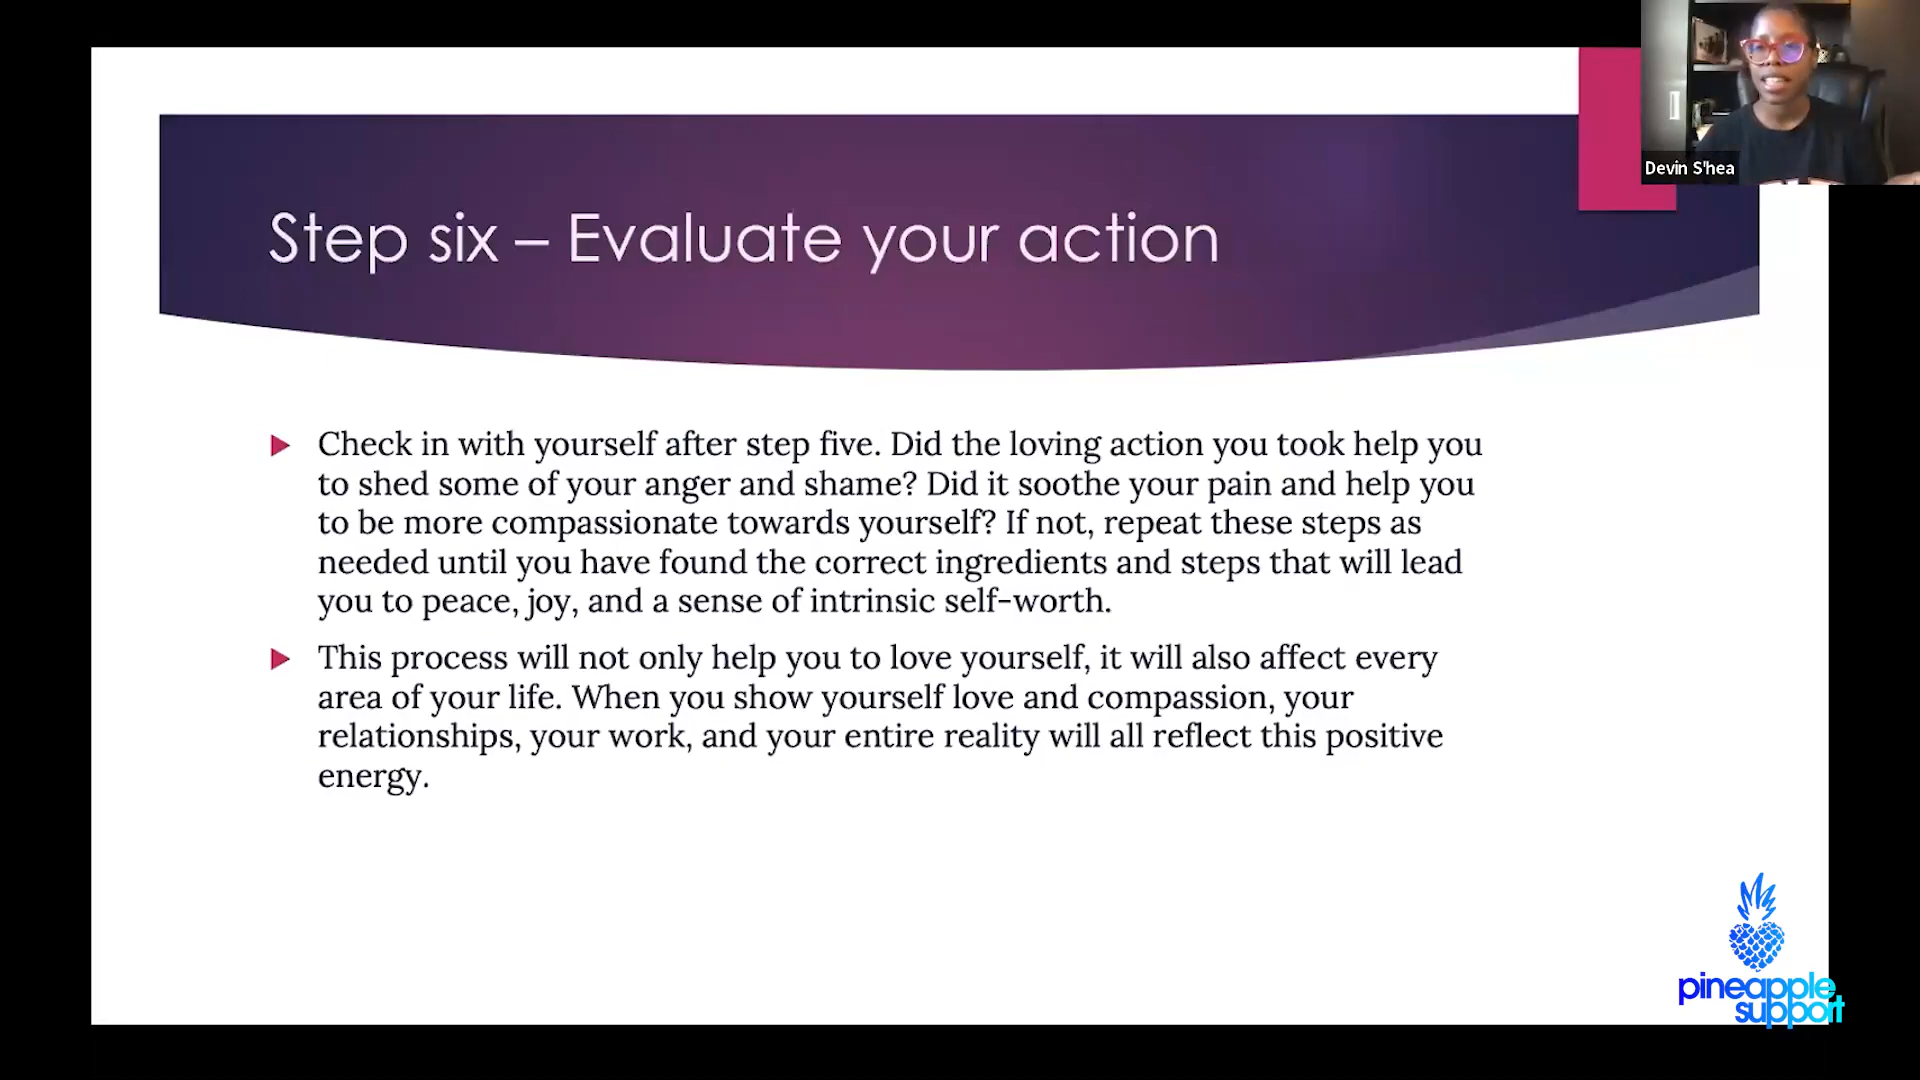 Devin S'hea
Step six – Evaluate your action
Check in with yourself after step five. Did the loving action you took help you
to shed some of your anger and shame? Did it soothe your pain and help you
to be more compassionate towards yourself? If not, repeat these steps as
needed until you have found the correct ingredients and steps that will lead
you to peace, joy, and a sense of intrinsic self-worth.
This process will not only help you to love yourself, it will also affect every
area of your life. When you show yourself love and compassion, your
relationships, your work, and your entire reality will all reflect this positive
energy.
pineapple
support